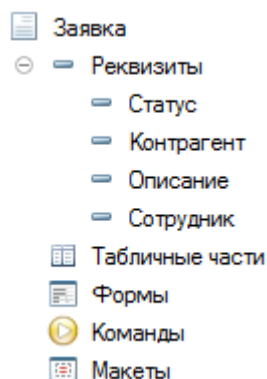 Заявка
Реквизиты
Статус
Контрагент
Описание
Сотрудник
Табличные части
Формы
Команды
Макеты